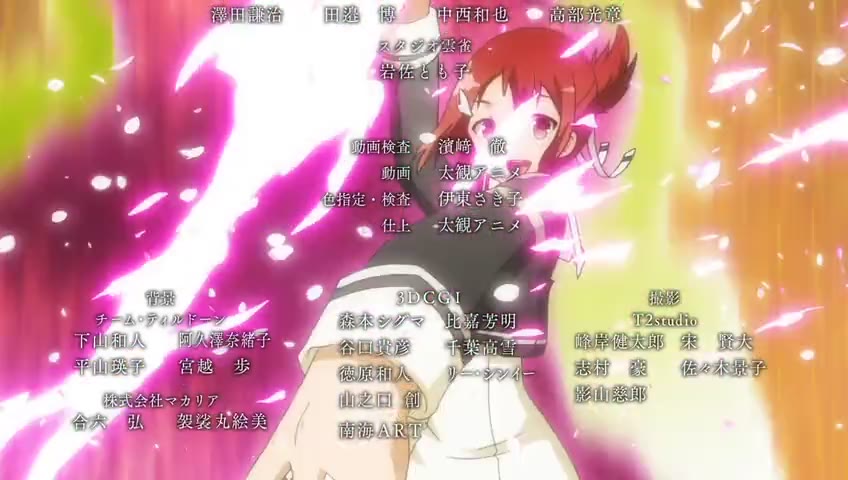 澤田謙治 田邉 博 中西和也 高部光章
スタジオ雲雀
岩佐とも子
動画検査 濱﨑 徹
動画 太観アニメ
色指定・検査 伊東さき子
仕上 太観アニメ
背景 3DCGI 撮影
チーム・ティルドーン 森本シグマ 比嘉芳明 T2studio
下山和人 阿久澤奈緒子 谷口貴彦 千葉高雪 峰岸健太郎 宋 賢大
平山瑛子 宮越 歩 徳原和人 リー・シンイー 志村 豪 佐々木景子
株式会社マカリア 山之口 創 影山慈郎
合六 弘 袈裟丸絵美 南海ART